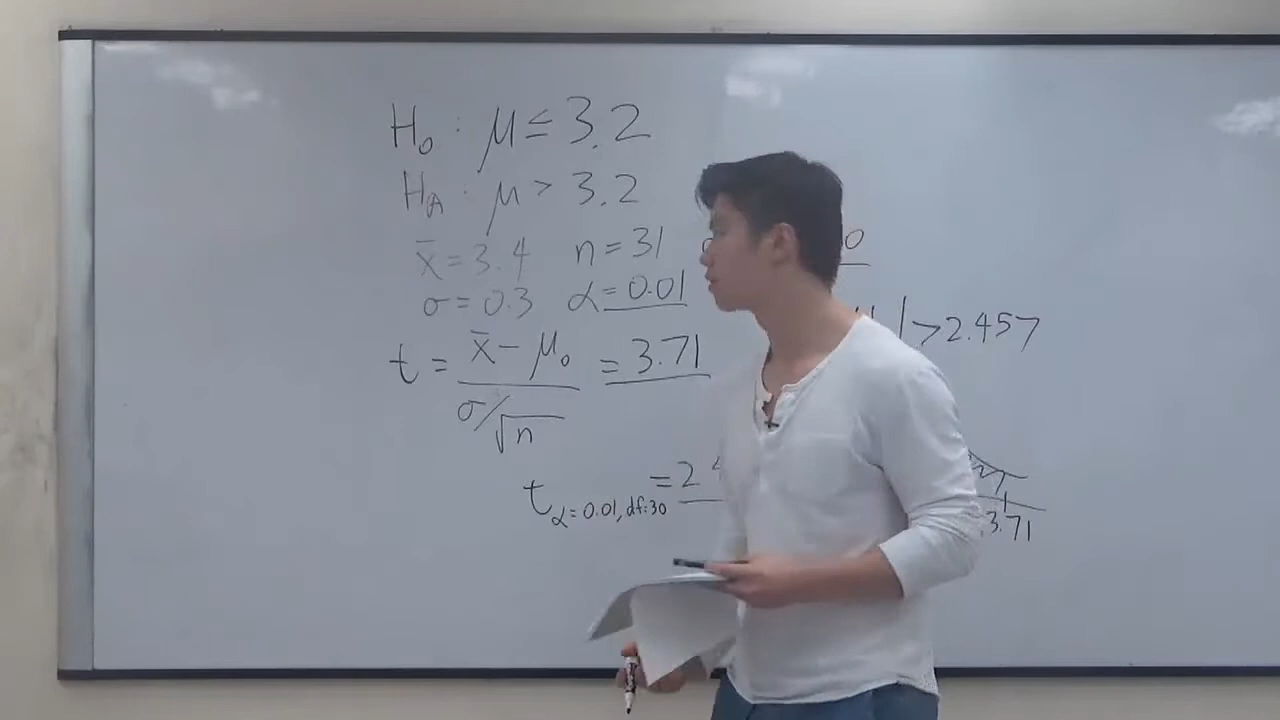 H₀ : μ ≤ 3.2
Hₐ : μ > 3.2
x̄ = 3.4 n = 31
σ = 0.3 α = 0.01
t = (x̄ − μ₀)/(σ/√n) = 3.71
> 2.457
t α = 0.01, df: 30 = 2
3.71